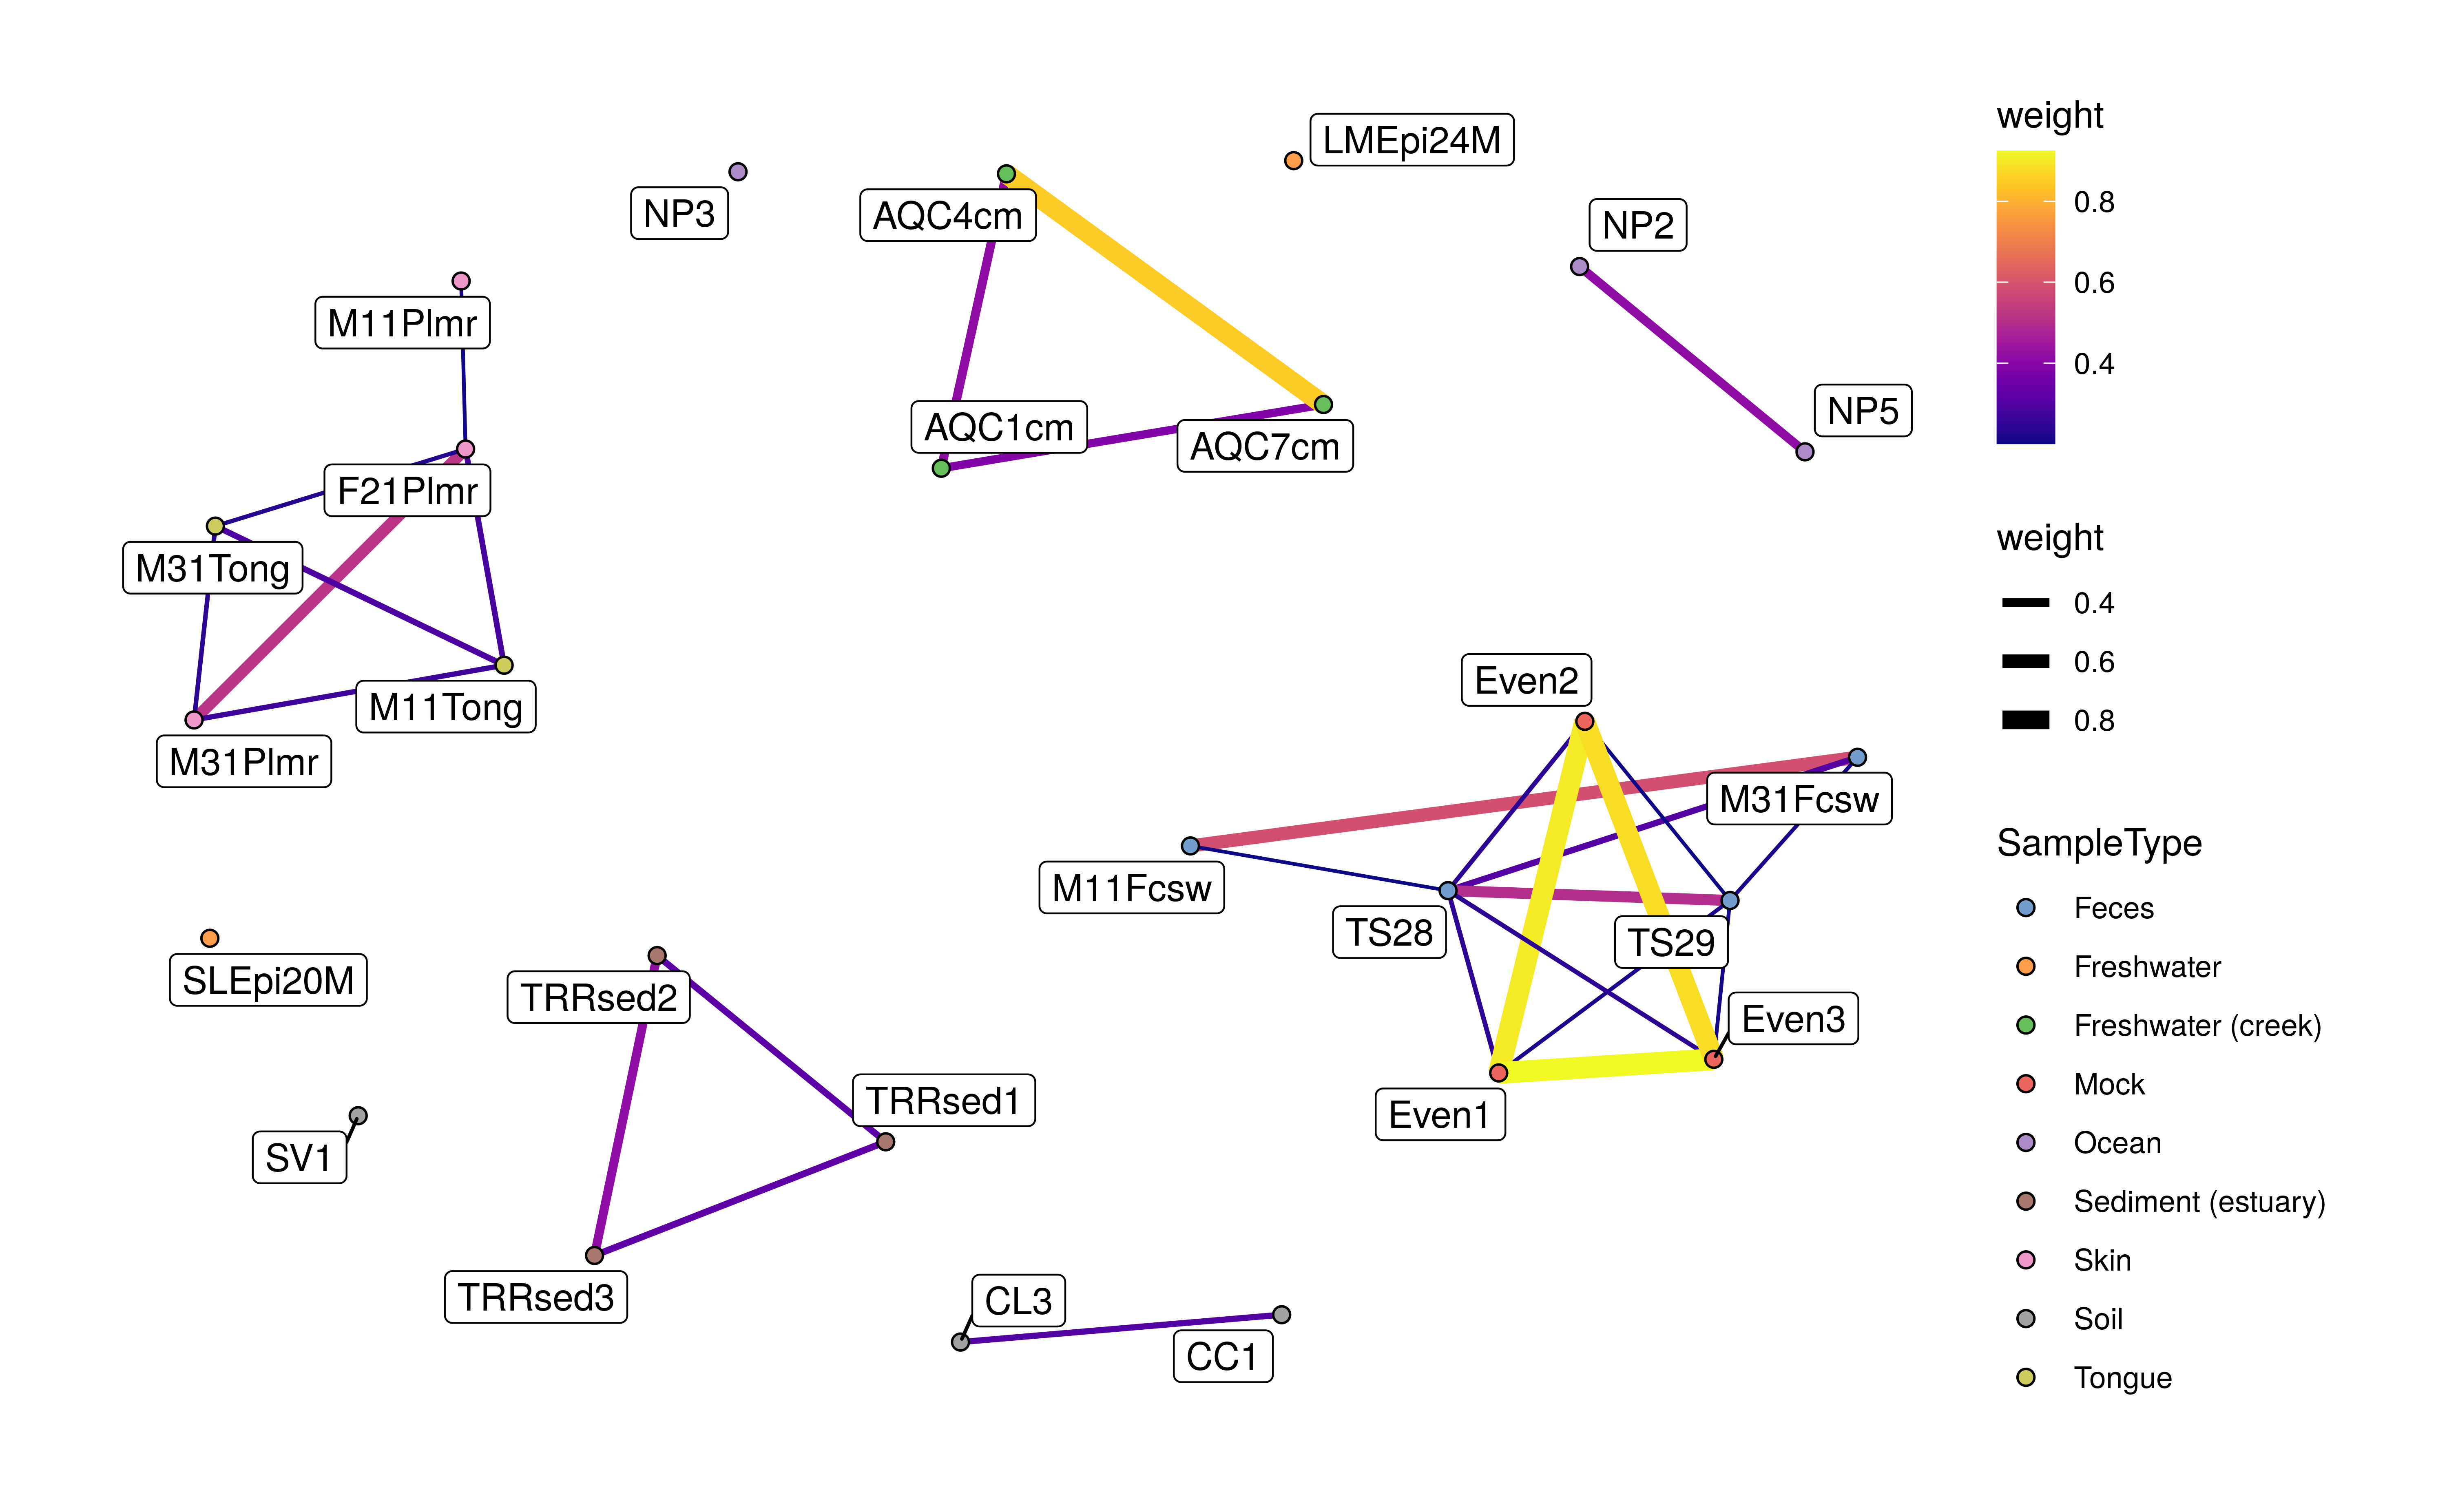 LMEpi24M
NP3
AQC4cm
NP2
M11Plmr
AQC1cm
AQC7cm
NP5
F21Plmr
M31Tong
M11Tong
M31Plmr
Even2
M31Fcsw
M11Fcsw
TS28
TS29
SLEpi20M
TRRsed2
Even3
TRRsed1
Even1
SV1
TRRsed3
CL3
CC1
weight
0.8
0.6
0.4
weight
0.4
0.6
0.8
SampleType
Feces
Freshwater
Freshwater (creek)
Mock
Ocean
Sediment (estuary)
Skin
Soil
Tongue